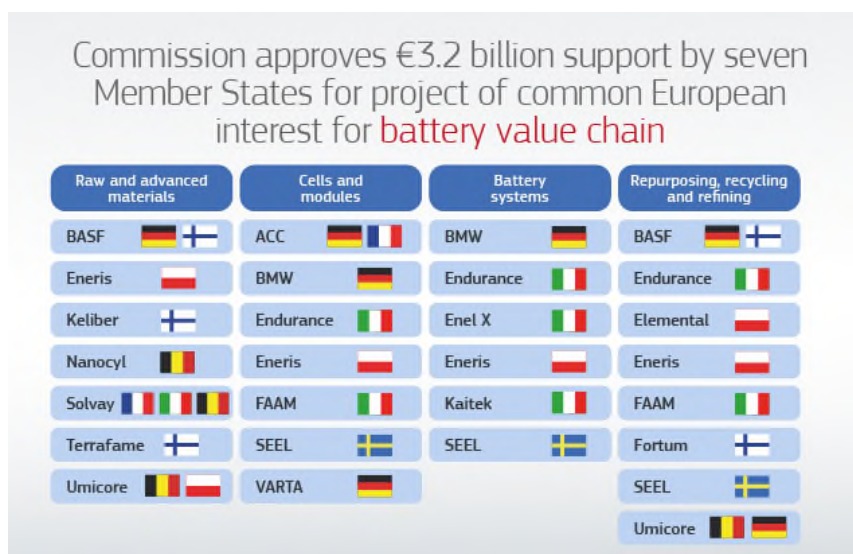 Commission approves €3.2 billion support by seven
Member States for project of common European
interest for battery value chain
Raw and advanced
materials
BASF
Eneris
Keliber
Nanocyl
Solvay
Terrafame
Umicore
Cells and
modules
ACC
BMW
Endurance
Eneris
FAAM
SEEL
VARTA
Battery
systems
BMW
Endurance
Enel X
Eneris
Kaitek
SEEL
Repurposing, recycling
and refining
BASF
Endurance
Elemental
Eneris
FAAM
Fortum
SEEL
Umicore